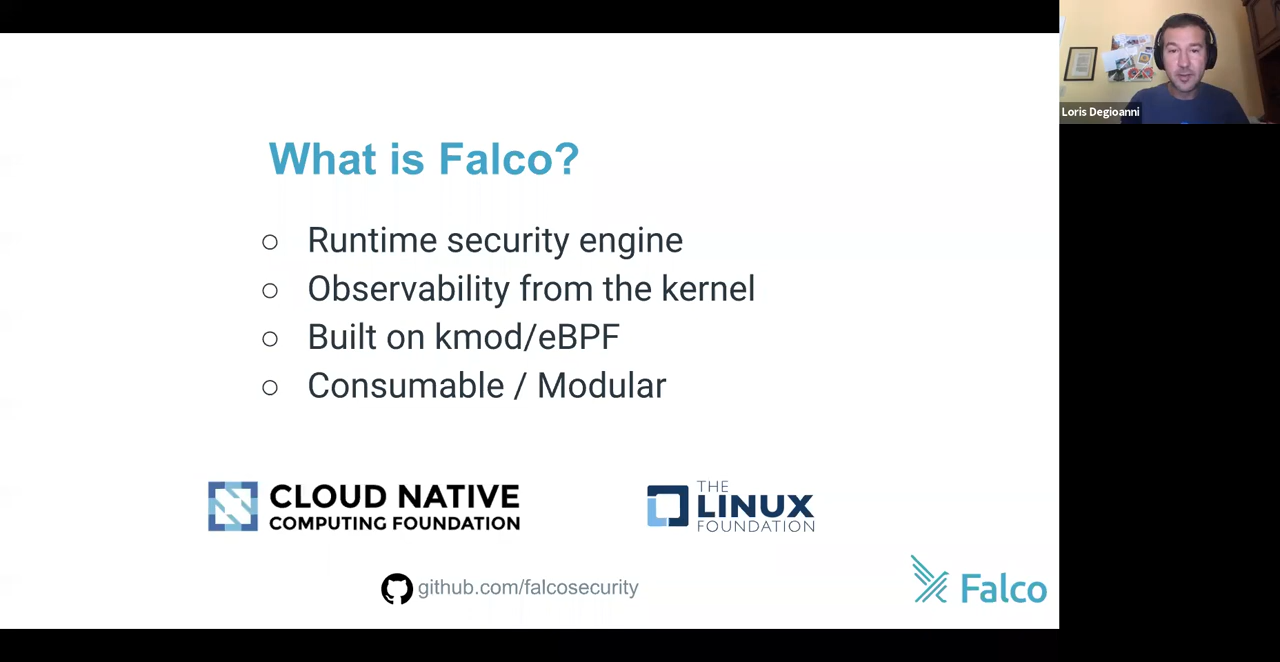 What is Falco?
Runtime security engine
Observability from the kernel
Built on kmod/eBPF
Consumable / Modular
CLOUD NATIVE
COMPUTING FOUNDATION
THE
LINUX
FOUNDATION
github.com/falcosecurity
Falco
Loris Degioanni